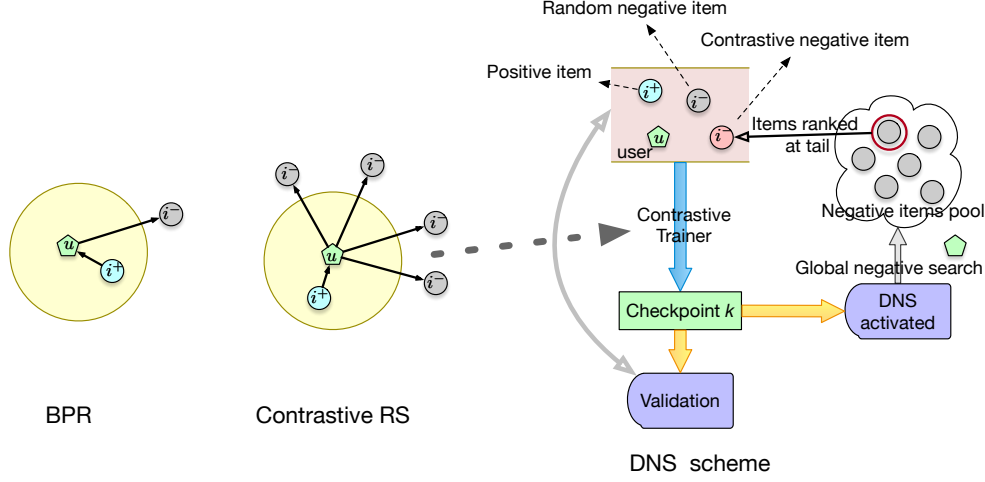 Random negative item
Contrastive negative item
Positive item
i⁺
i⁻
i⁻
u
user
Items ranked
at tail
i⁻
u
i⁺
i⁻
i⁻
i⁻
i⁻
u
i⁺
Contrastive
Trainer
Negative items pool
Global negative search
Checkpoint k
DNS
activated
Validation
BPR
Contrastive RS
DNS scheme